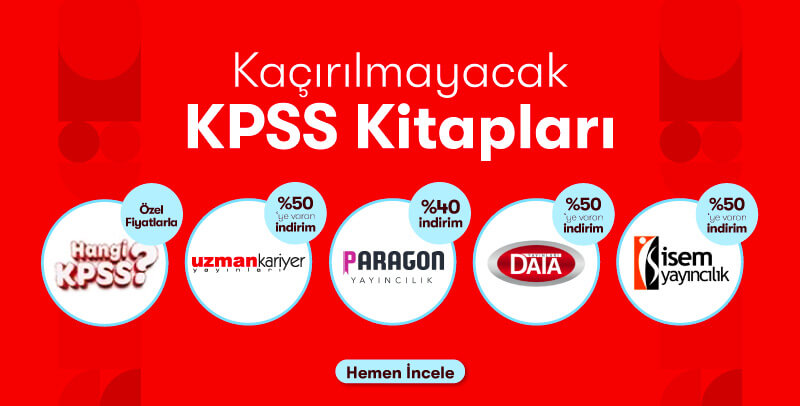 Kaçırılmayacak
KPSS Kitapları
Özel
Fiyatlarla
Hangi
KPSS?
%50
'ye varan
indirim
uzmankariyer
yayınları
%40
indirim
PARAGON
YAYINCILIK
%50
'ye varan
indirim
YAYINLARI
DATA
%50
'ye varan
indirim
isem
yayıncılık
Hemen İncele